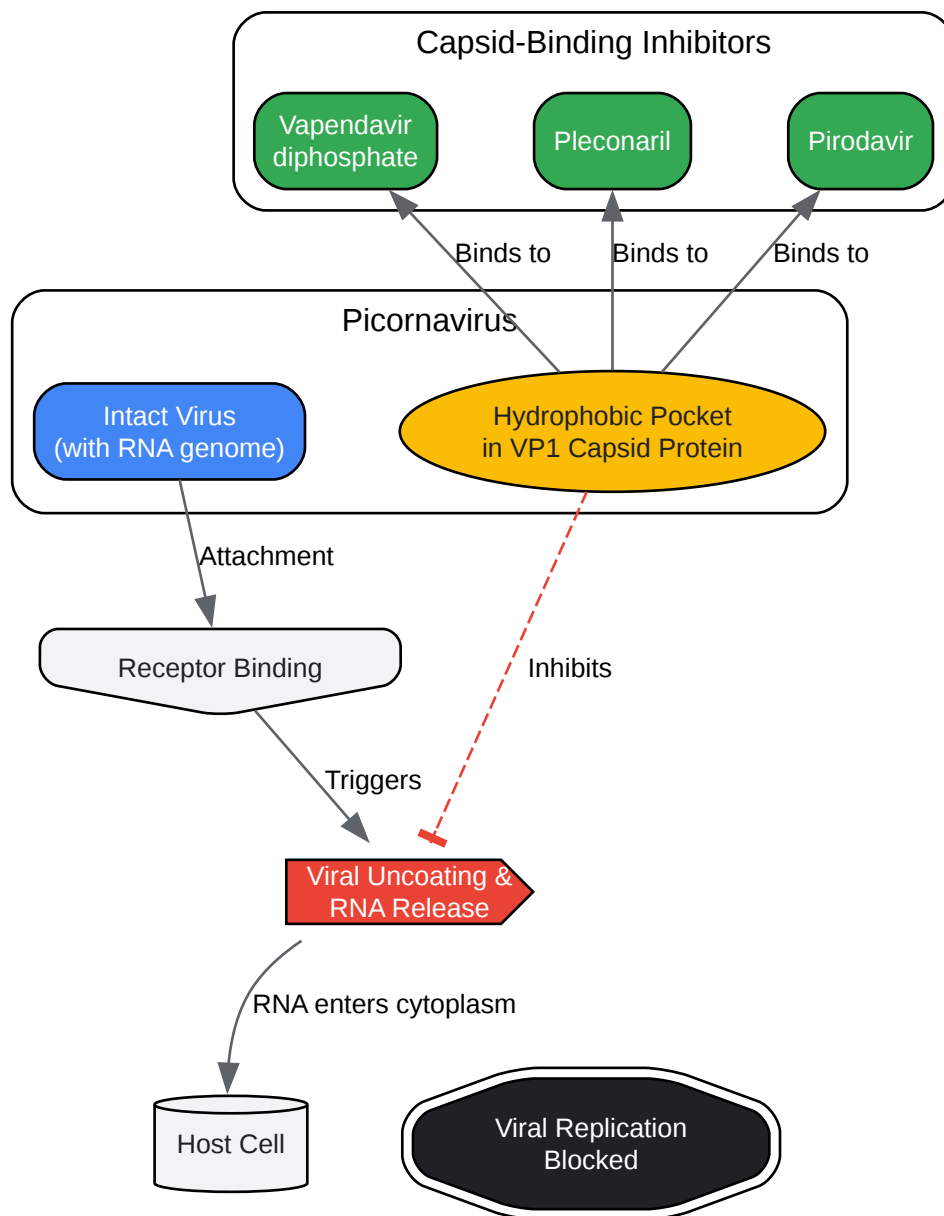 Capsid-Binding Inhibitors
Vapendavir
diphosphate
Pleconaril
Pirodavir
Binds to
Binds to
Binds to
Picornavirus
Intact Virus
(with RNA genome)
Hydrophobic Pocket
in VP1 Capsid Protein
Attachment
Receptor Binding
Inhibits
Triggers
Viral Uncoating &
RNA Release
RNA enters cytoplasm
Host Cell
Viral Replication
Blocked